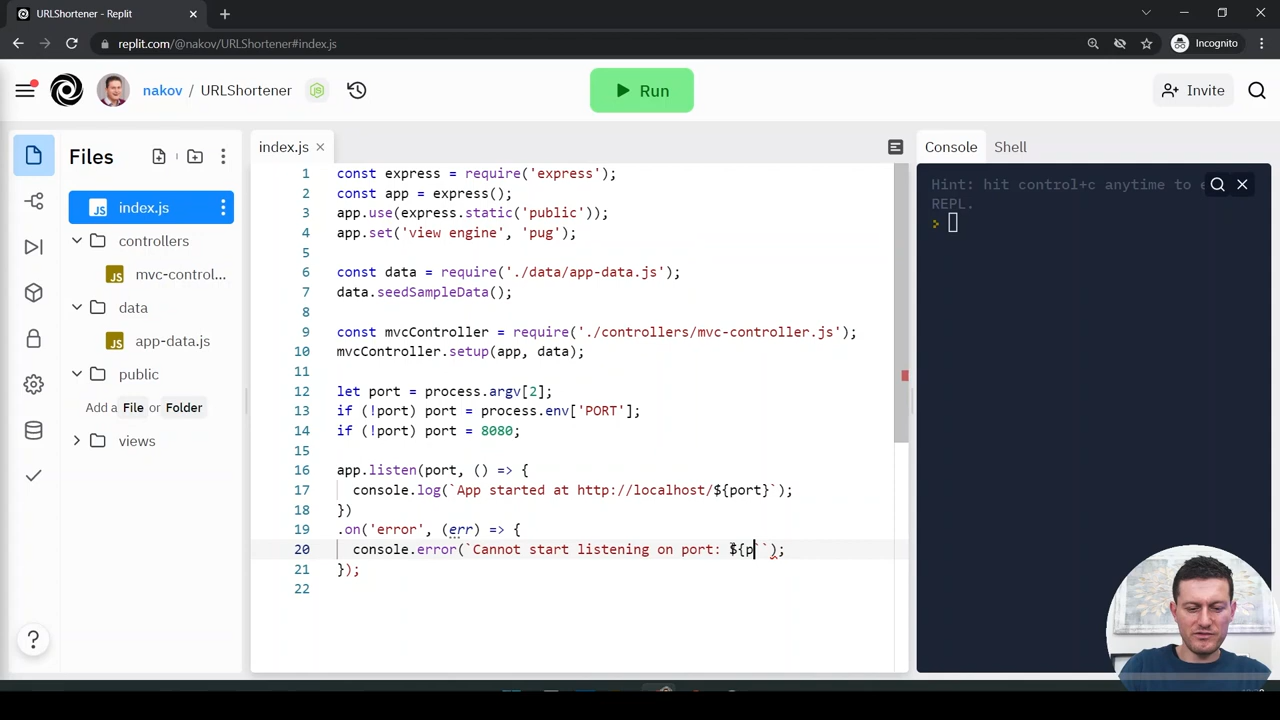 URLShortener - Replit
replit.com/@nakov/URLShortener#index.js
Incognito
nakov / URLShortener
Run
Invite
Files
index.js
controllers
mvc-control...
data
app-data.js
public
Add a File or Folder
views
index.js
1 const express = require('express');
2 const app = express();
3 app.use(express.static('public'));
4 app.set('view engine', 'pug');
5
6 const data = require('./data/app-data.js');
7 data.seedSampleData();
8
9 const mvcController = require('./controllers/mvc-controller.js');
10 mvcController.setup(app, data);
11
12 let port = process.argv[2];
13 if (!port) port = process.env['PORT'];
14 if (!port) port = 8080;
15
16 app.listen(port, () => {
17 console.log(`App started at http://localhost/${port}`);
18 })
19 .on('error', (err) => {
20 console.error(`Cannot start listening on port: ${p``);
21 });
22
Console
Shell
Hint: hit control+c anytime to e
REPL.
>
?